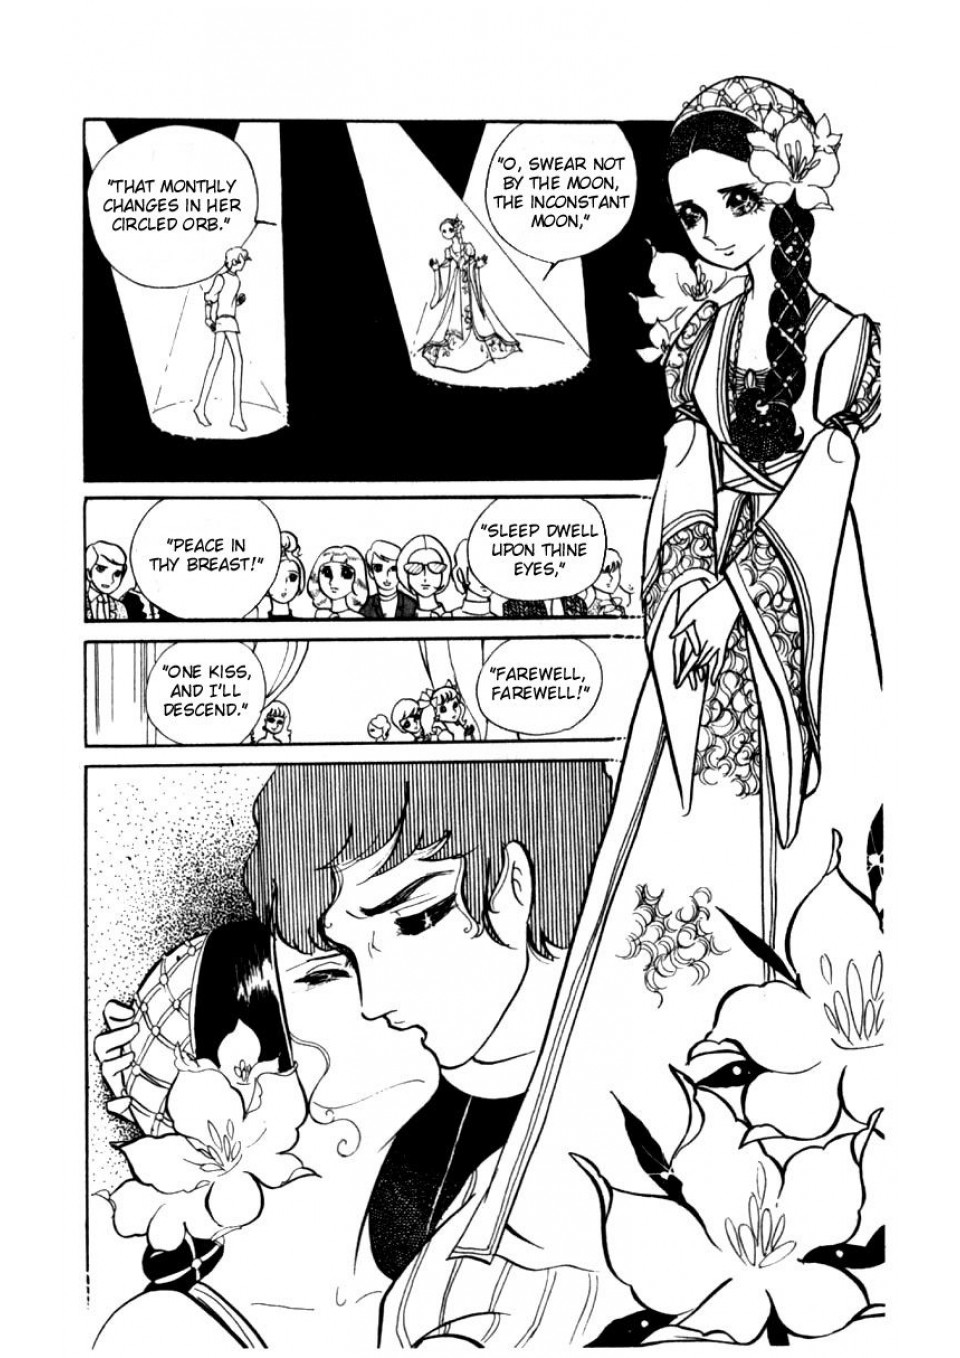 "O, SWEAR NOT
BY THE MOON,
THE INCONSTANT
MOON,"
"THAT MONTHLY
CHANGES IN HER
CIRCLED ORB."
"SLEEP DWELL
UPON THINE
EYES,"
"PEACE IN
THY BREAST!"
"FAREWELL,
FAREWELL!"
"ONE KISS,
AND I'LL
DESCEND."